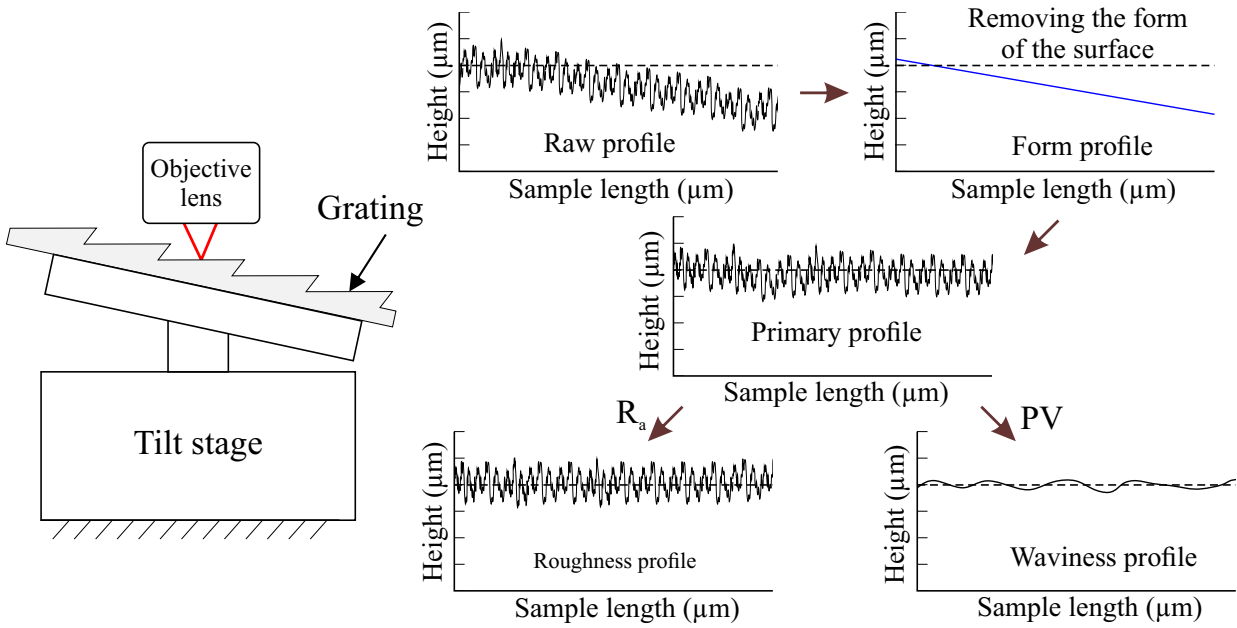 Objective
lens
Grating
Tilt stage
Height (µm)
Raw profile
Sample length (µm)
Removing the form
of the surface
Height (µm)
Form profile
Sample length (µm)
Height (µm)
Primary profile
Sample length (µm)
Rₐ
PV
Height (µm)
Roughness profile
Sample length (µm)
Height (µm)
Waviness profile
Sample length (µm)